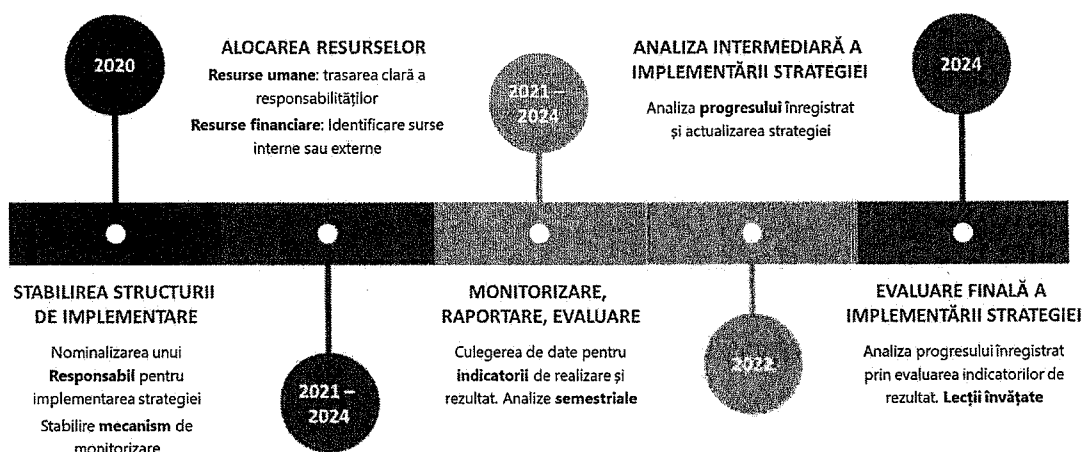 2020
STABILIREA STRUCTURII
DE IMPLEMENTARE
Nominalizarea unui
Responsabil pentru
implementarea strategiei
Stabilire mecanism de
monitorizare
ALOCAREA RESURSELOR
Resurse umane: trasarea clară a
responsabilităților
Resurse financiare: Identificare surse
interne sau externe
2021 –
2024
2021 –
2024
MONITORIZARE,
RAPORTARE, EVALUARE
Culegerea de date pentru
indicatorii de realizare și
rezultat. Analize semestriale
ANALIZA INTERMEDIARĂ A
IMPLEMENTĂRII STRATEGIEI
Analiza progresului înregistrat
și actualizarea strategiei
2022
2024
EVALUARE FINALĂ A
IMPLEMENTĂRII STRATEGIEI
Analiza progresului înregistrat
prin evaluarea indicatorilor de
rezultat. Lecții învățate